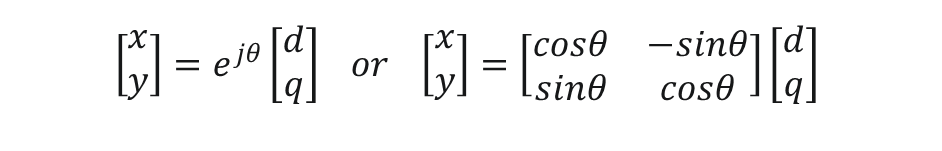 [x y] = e^{jθ} [d q] or [x y] = [cosθ −sinθ sinθ cosθ] [d q]